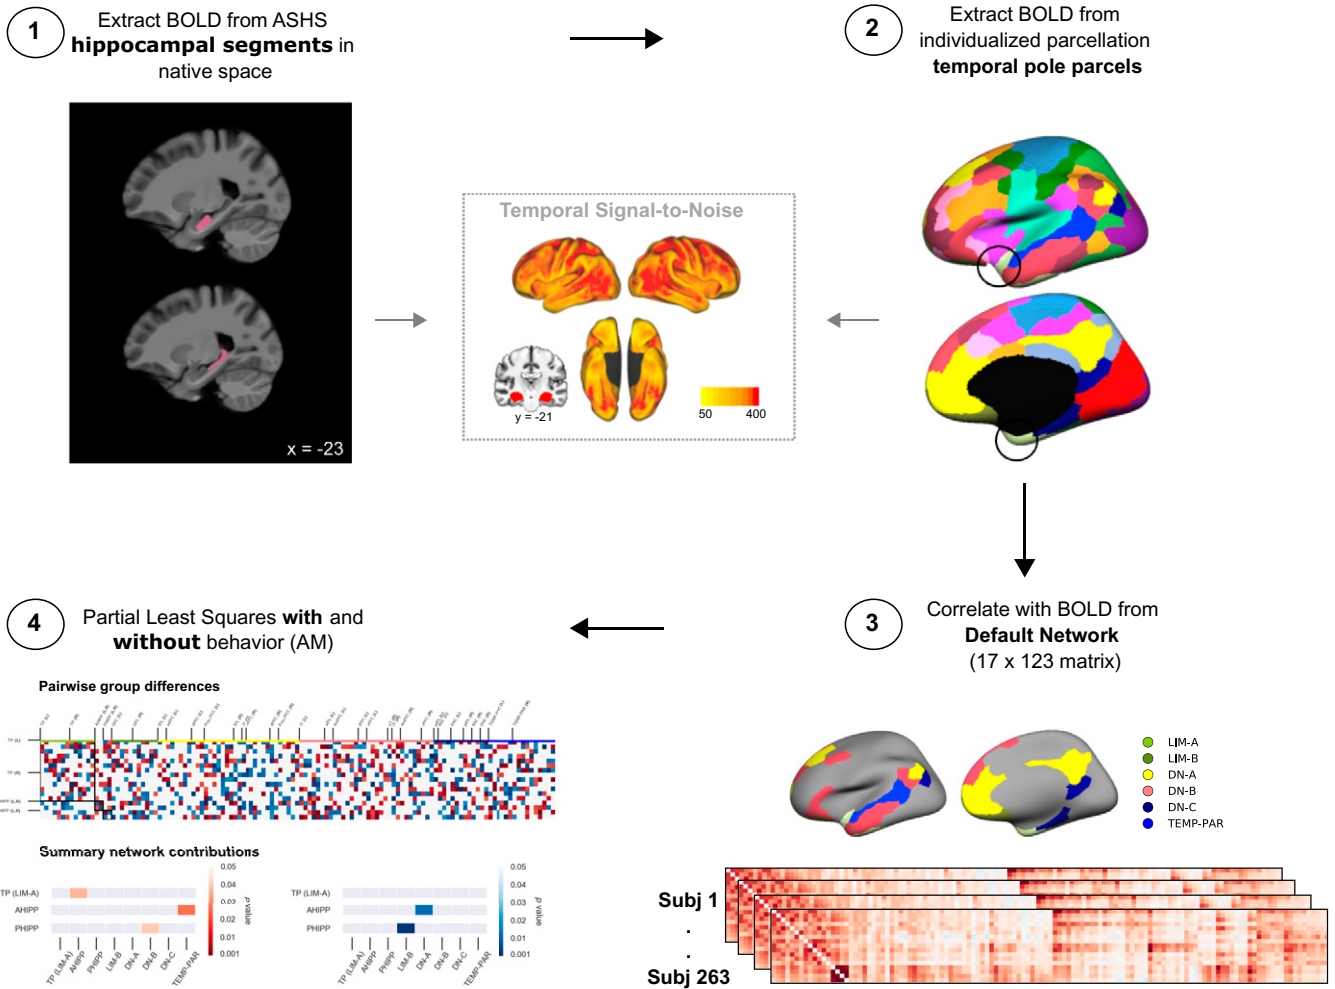 1
Extract BOLD from ASHS
hippocampal segments in
native space
2
Extract BOLD from
individualized parcellation
temporal pole parcels
x = -23
Temporal Signal-to-Noise
y = -21
50 400
4
Partial Least Squares with and
without behavior (AM)
3
Correlate with BOLD from
Default Network
(17 x 123 matrix)
Pairwise group differences
TP (L)
TP (R)
Summary network contributions
TP (LIM-A)
AHIPP
PHIPP
TP (LIM-A)
AHIPP
PHIPP
LIM-B
DN-A
DN-B
DN-C
TEMP-PAR
0.05
0.04
0.03
0.02
0.01
0.001
p value
TP (LIM-A)
AHIPP
PHIPP
TP (LIM-A)
AHIPP
PHIPP
LIM-B
DN-A
DN-B
DN-C
TEMP-PAR
0.05
0.04
0.03
0.02
0.01
0.001
p value
LIM-A
LIM-B
DN-A
DN-B
DN-C
TEMP-PAR
Subj 1
.
.
Subj 263